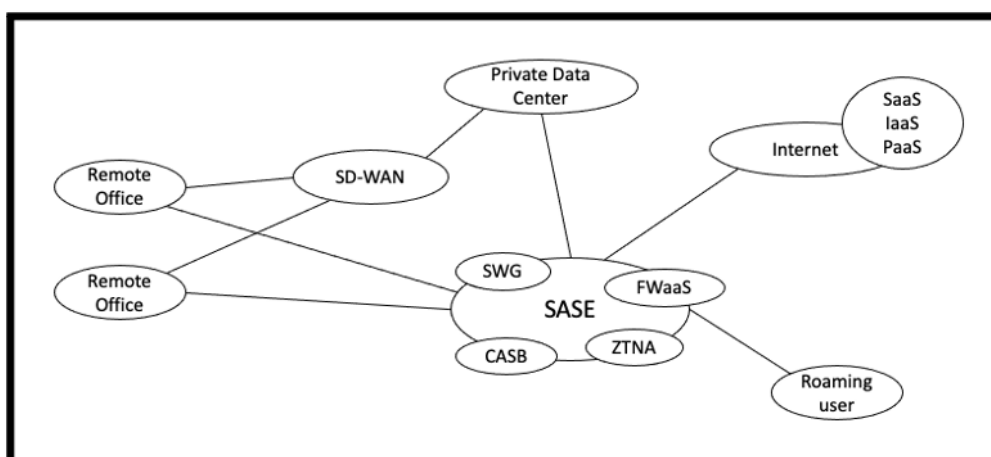 Private Data
Center
SaaS
IaaS
PaaS
Internet
Remote
Office
SD-WAN
Remote
Office
SWG
FWaaS
SASE
CASB
ZTNA
Roaming
user